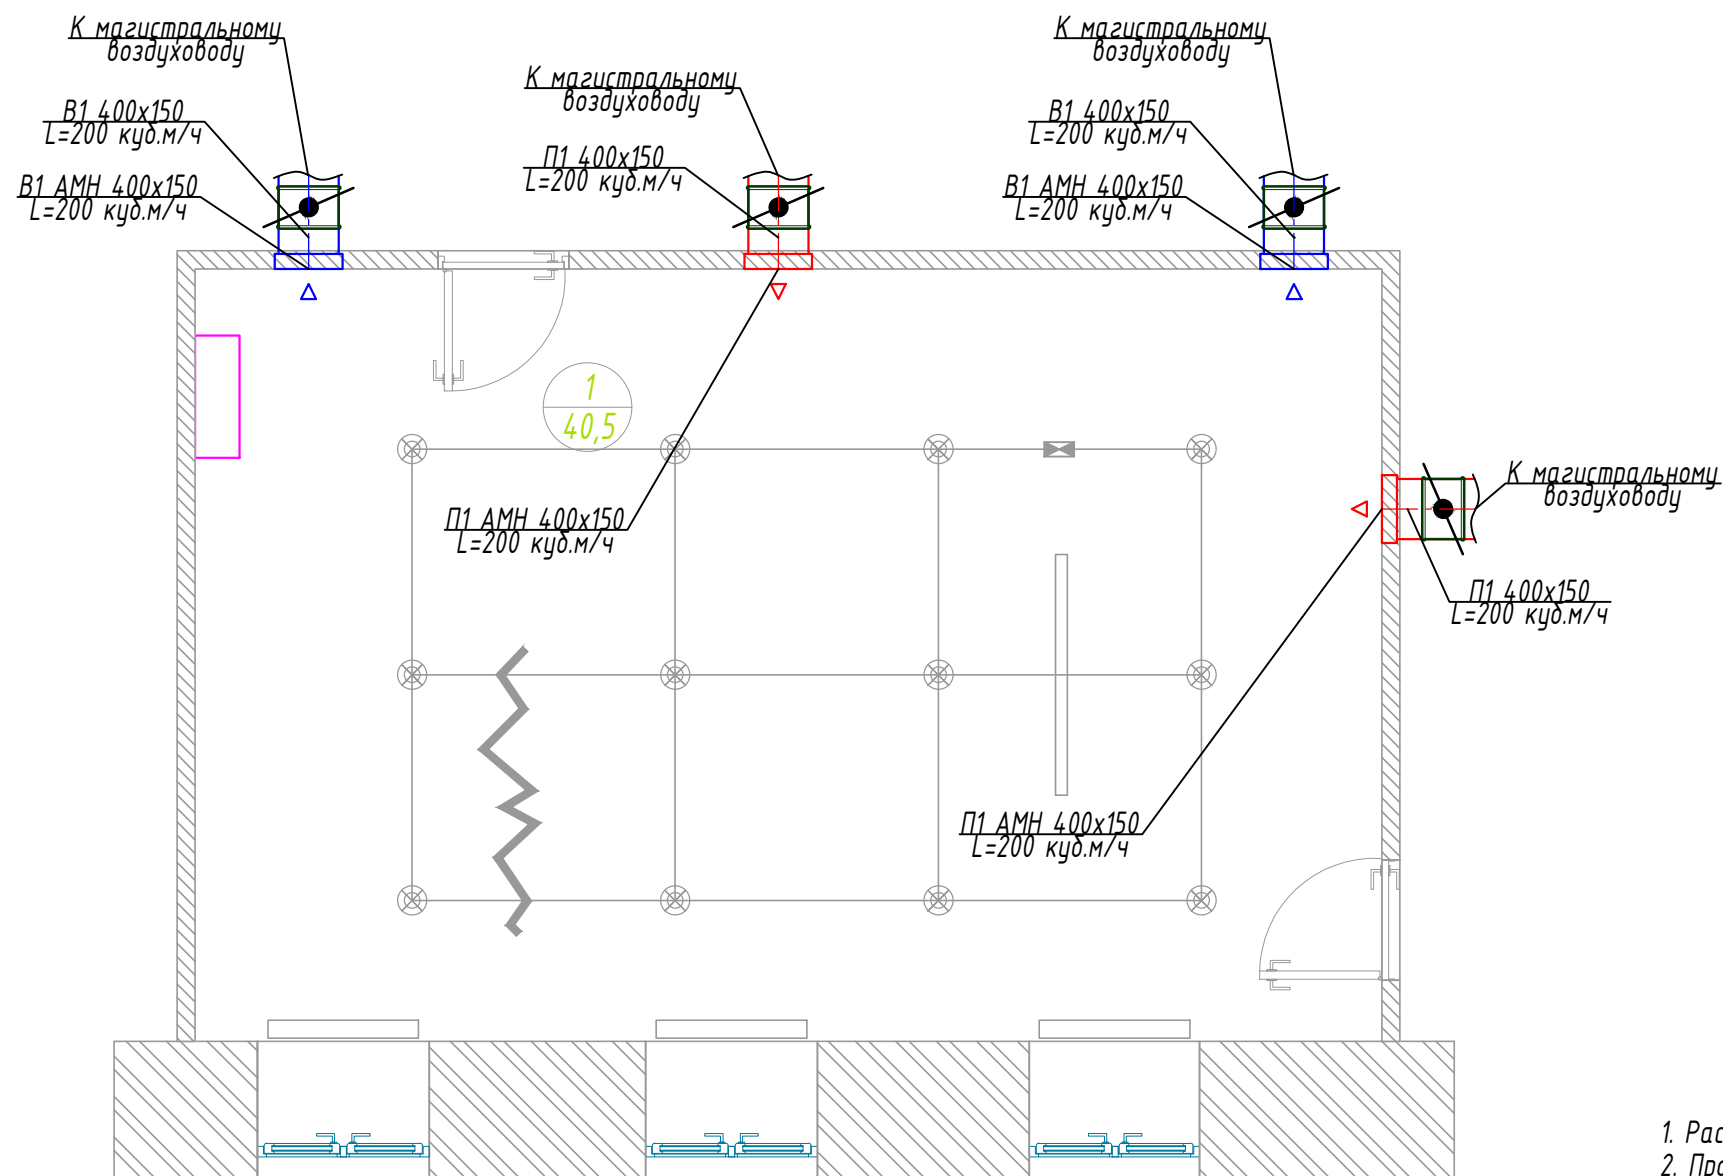 К магистральному
воздуховоду
К магистральному
воздуховоду
К магистральному
воздуховоду
В1 400х150
L=200 куб.м/ч
В1 400х150
L=200 куб.м/ч
П1 400х150
L=200 куб.м/ч
В1 АМН 400х150
L=200 куб.м/ч
В1 АМН 400х150
L=200 куб.м/ч
1
40,5
К магистральному
воздуховоду
П1 АМН 400х150
L=200 куб.м/ч
П1 400х150
L=200 куб.м/ч
П1 АМН 400х150
L=200 куб.м/ч
1. Рас
2. Про